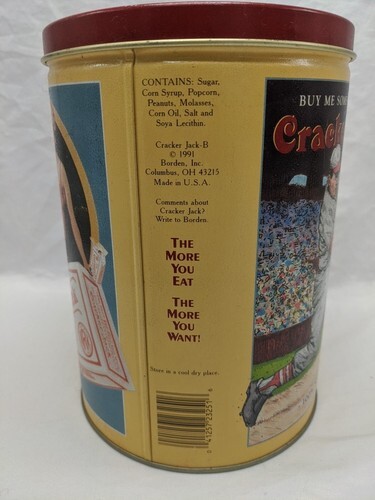 CONTAINS: Sugar,
Corn Syrup, Popcorn,
Peanuts, Molasses,
Corn Oil, Salt and
Soya Lecithin.
Cracker Jack-B
© 1991
Borden, Inc.
Columbus, OH 43215
Made in U.S.A.
Comments about
Cracker Jack?
Write to Borden.
THE
MORE
YOU
EAT
THE
MORE
YOU
WANT!
Store in a cool dry place.
BUY ME